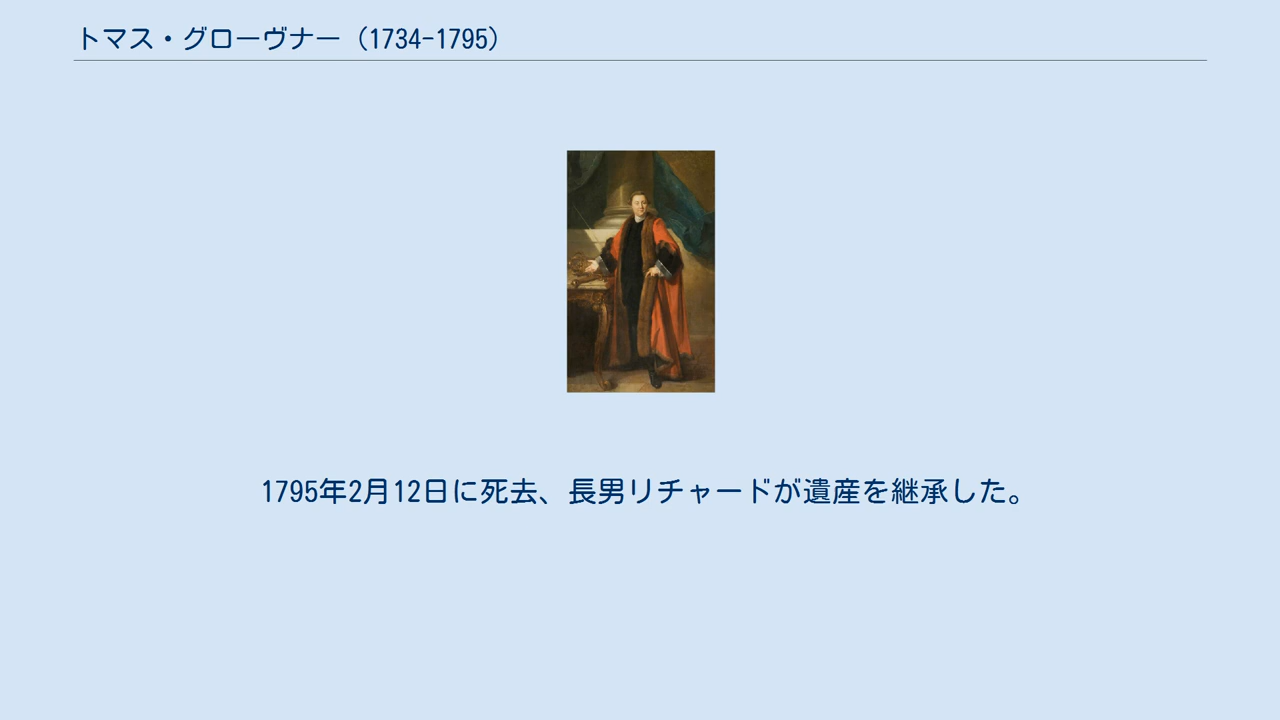 トマス・グローヴナー（1734-1795）
1795年2月12日に死去、長男リチャードが遺産を継承した。